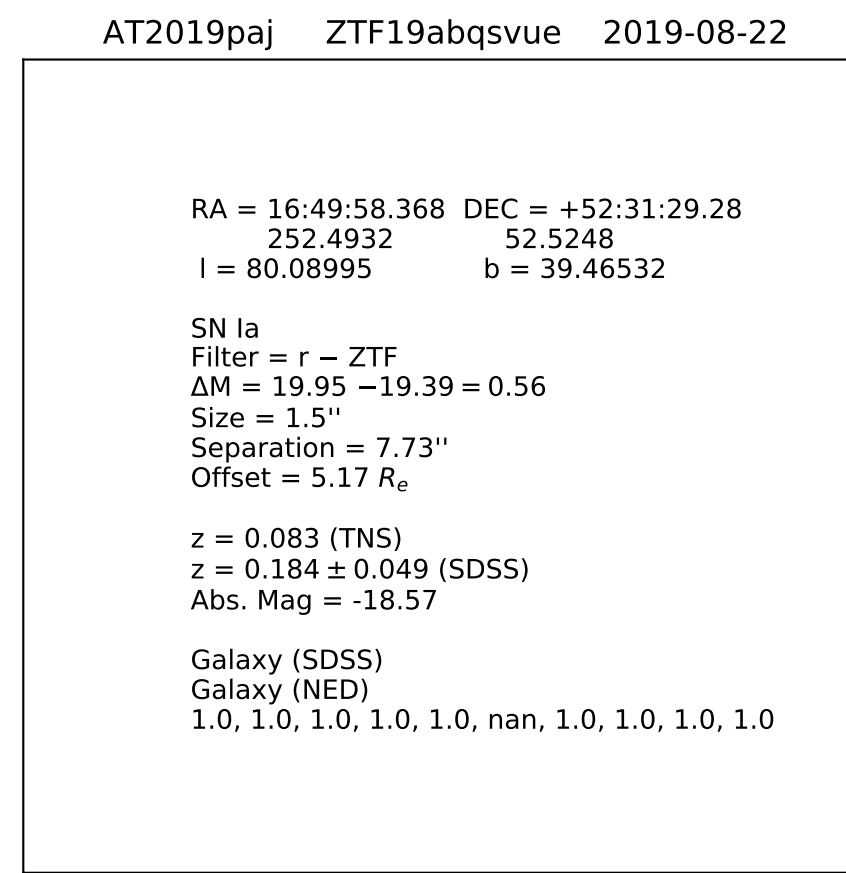 AT2019paj ZTF19abqsvue 2019-08-22
RA = 16:49:58.368 DEC = +52:31:29.28
252.4932 52.5248
l = 80.08995 b = 39.46532
SN Ia
Filter = r − ZTF
ΔM = 19.95 −19.39 = 0.56
Size = 1.5''
Separation = 7.73''
Offset = 5.17 Rₑ
z = 0.083 (TNS)
z = 0.184 ± 0.049 (SDSS)
Abs. Mag = -18.57
Galaxy (SDSS)
Galaxy (NED)
1.0, 1.0, 1.0, 1.0, 1.0, nan, 1.0, 1.0, 1.0, 1.0